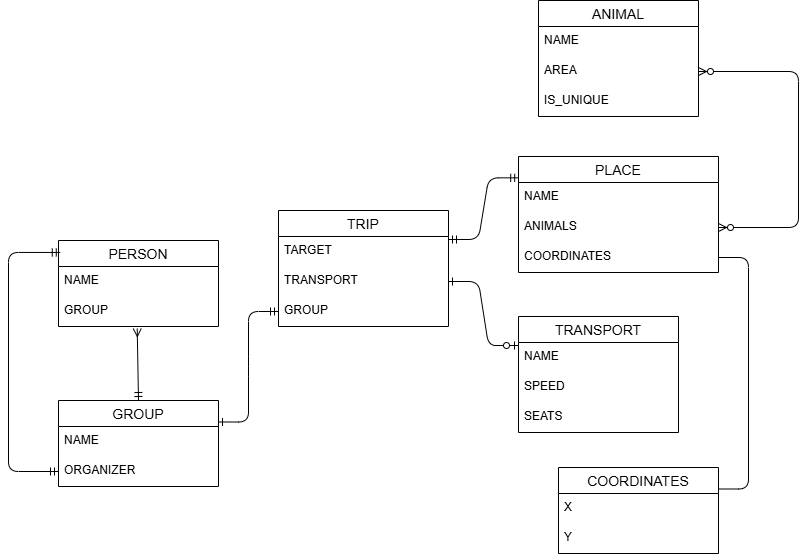 ANIMAL
NAME
AREA
IS_UNIQUE
PLACE
NAME
ANIMALS
COORDINATES
TRIP
TARGET
TRANSPORT
GROUP
PERSON
NAME
GROUP
TRANSPORT
NAME
SPEED
SEATS
GROUP
NAME
ORGANIZER
COORDINATES
X
Y